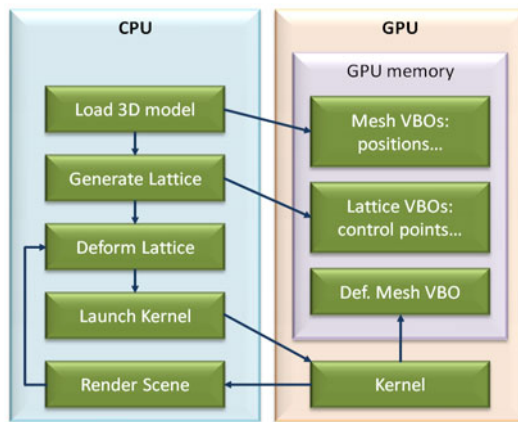 CPU
Load 3D model
Generate Lattice
Deform Lattice
Launch Kernel
Render Scene
GPU
GPU memory
Mesh VBOs:
positions...
Lattice VBOs:
control points...
Def. Mesh VBO
Kernel